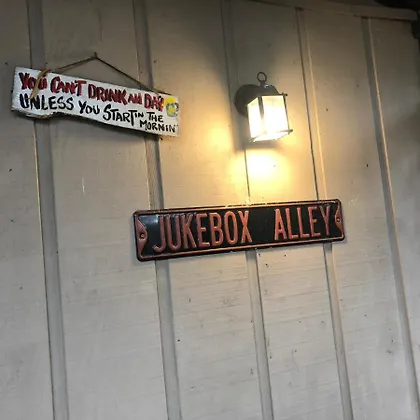 YOU CAN'T DRINK All DAY
UNLESS YOU START IN THE
MORNIN'
JUKEBOX ALLEY